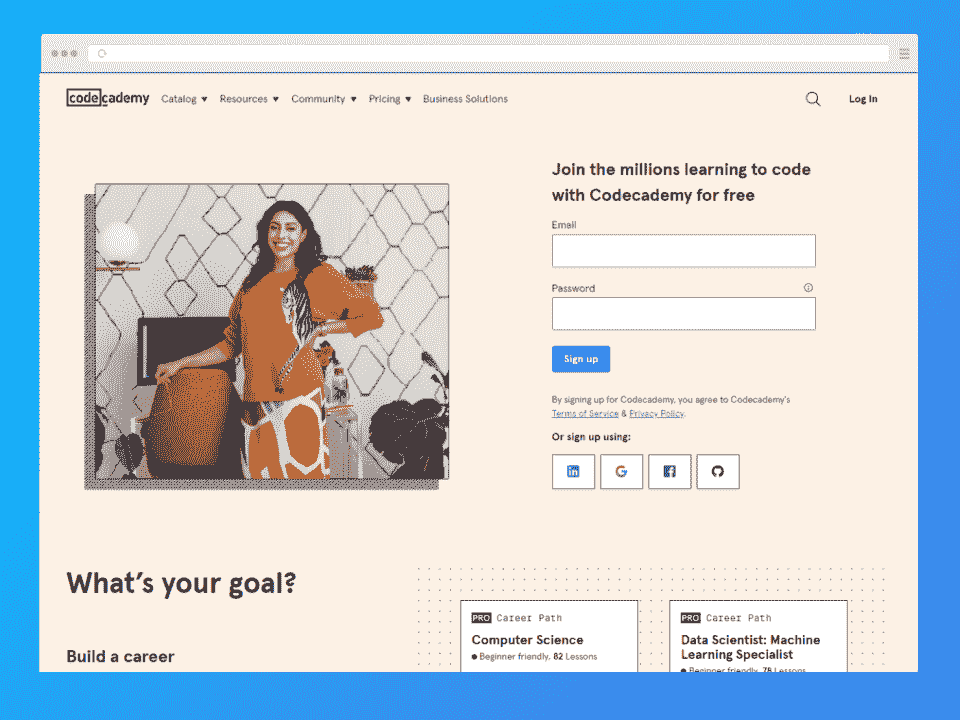 codecademy Catalog Resources Community Pricing Business Solutions Log In
Join the millions learning to code
with Codecademy for free
Email
Password
Sign up
By signing up for Codecademy, you agree to Codecademy's
Terms of Service & Privacy Policy.
Or sign up using:
in G f
What's your goal?
Build a career
PRO Career Path
Computer Science
Beginner friendly, 82 Lessons
PRO Career Path
Data Scientist: Machine
Learning Specialist
Beginner friendly, 78 Lessons